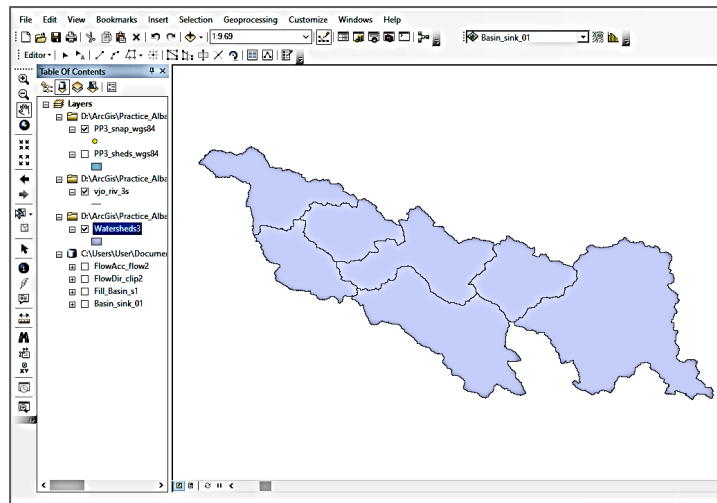 File Edit View Bookmarks Insert Selection Geoprocessing Customize Windows Help
1:9 69
Basin_sink_01
Editor
Table Of Contents
Layers
D:\ArcGis\Practice_Alba
PP3_snap_wgs84
PP3_sheds_wgs84
D:\ArcGis\Practice_Alba
vjo_riv_3s
D:\ArcGis\Practice_Alba
Watersheds3
C:\Users\User\Documer
FlowAcc_flow2
FlowDir_clip2
Fill_Basin_s1
Basin_sink_01